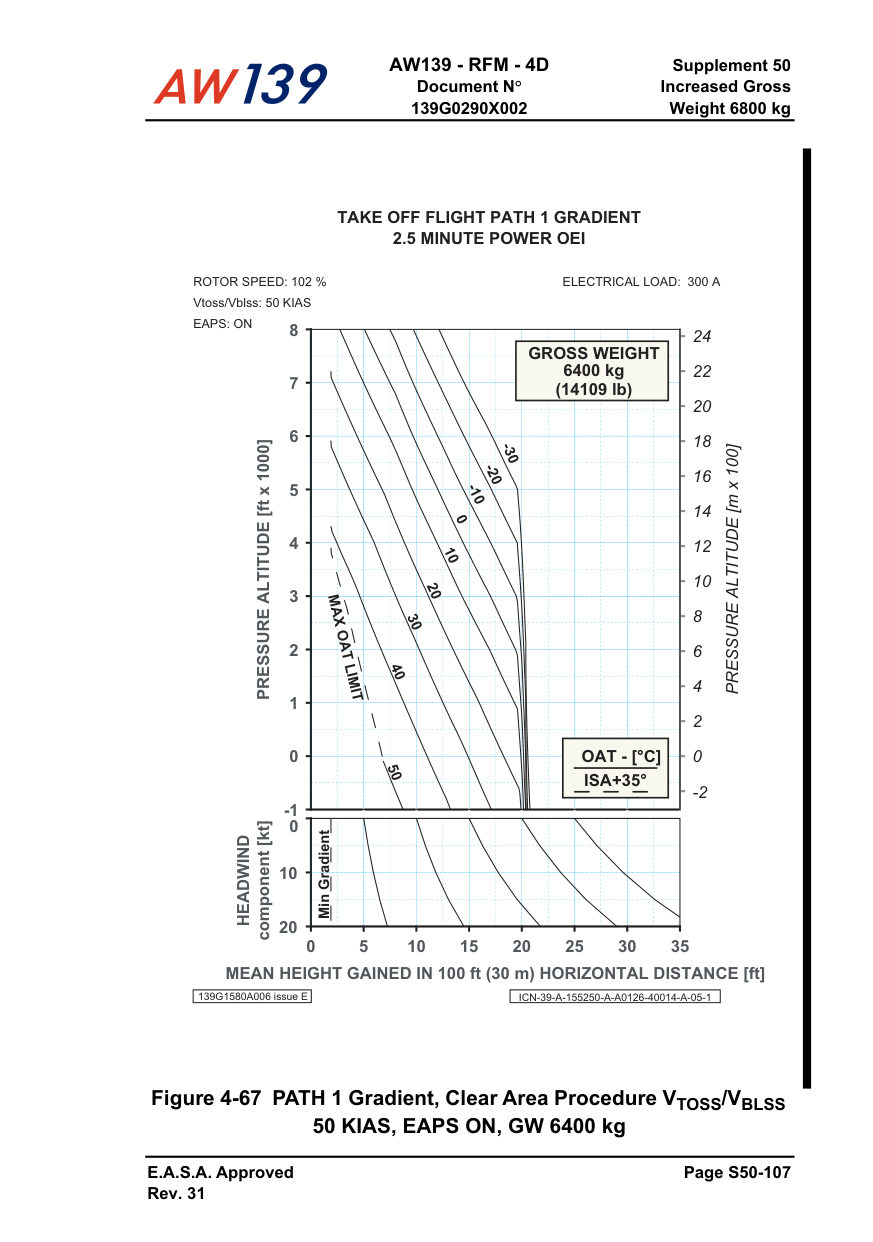 AW139
AW139 - RFM - 4D
Document N°
139G0290X002
Supplement 50
Increased Gross
Weight 6800 kg
TAKE OFF FLIGHT PATH 1 GRADIENT
2.5 MINUTE POWER OEI
ROTOR SPEED: 102 %
ELECTRICAL LOAD: 300 A
Vtoss/Vblss: 50 KIAS
EAPS: ON
GROSS WEIGHT
6400 kg
(14109 lb)
8
7
6
5
4
3
2
1
0
-1
PRESSURE ALTITUDE [ft x 1000]
24
22
20
18
16
14
12
10
8
6
4
2
0
-2
PRESSURE ALTITUDE [m x 100]
-30
-20
-10
0
10
20
30
40
50
MAX OAT LIMIT
OAT - [°C]
ISA+35°
HEADWIND
component [kt]
0
10
20
Min Gradient
0 5 10 15 20 25 30 35
MEAN HEIGHT GAINED IN 100 ft (30 m) HORIZONTAL DISTANCE [ft]
139G1580A006 issue E
ICN-39-A-155250-A-A0126-40014-A-05-1
Figure 4-67 PATH 1 Gradient, Clear Area Procedure VTOSS/VBLSS
50 KIAS, EAPS ON, GW 6400 kg
E.A.S.A. Approved
Page S50-107
Rev. 31